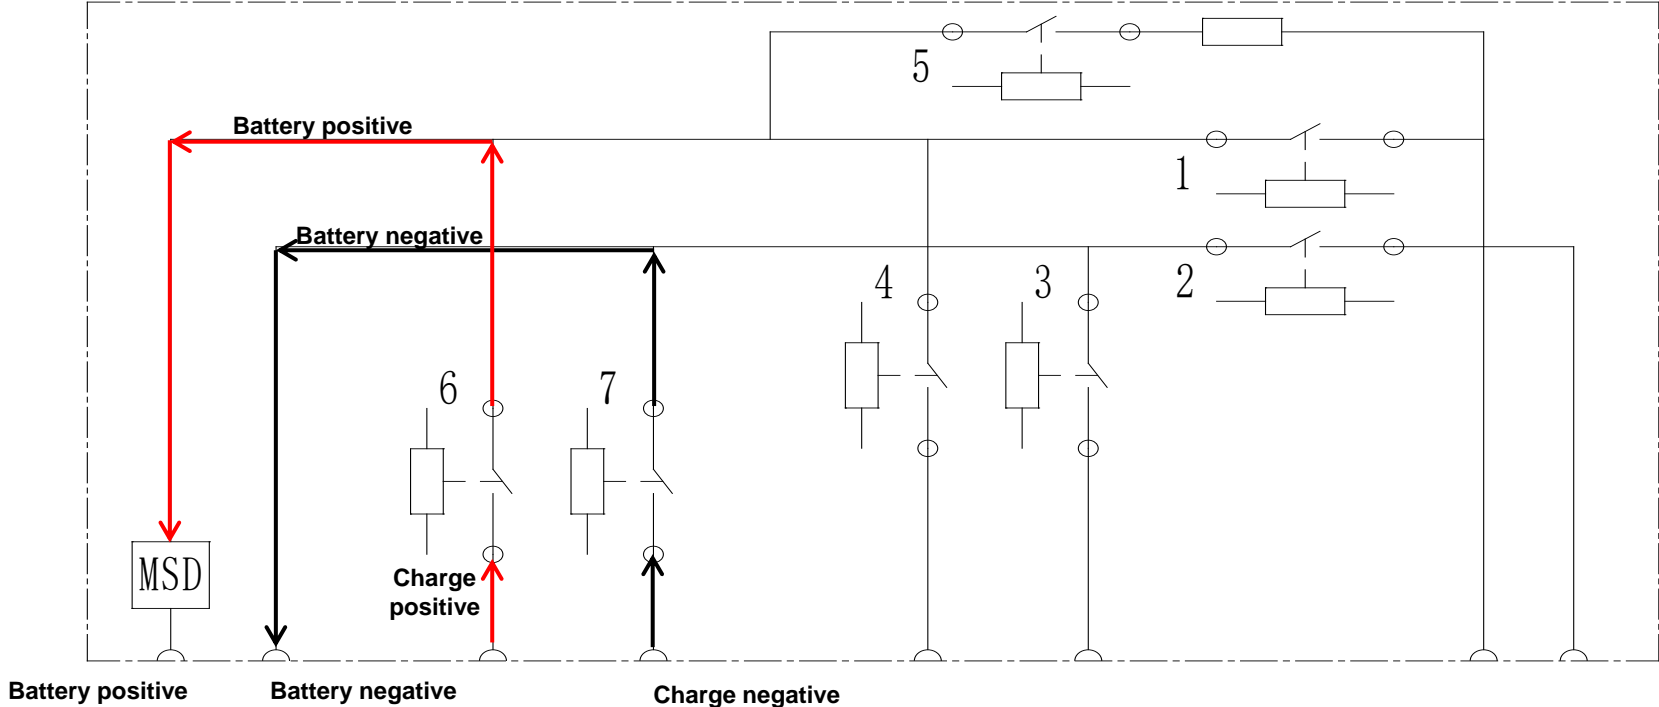 5
Battery positive
1
Battery negative
4
3
2
6
7
MSD
Charge
positive
Battery positive
Battery negative
Charge negative